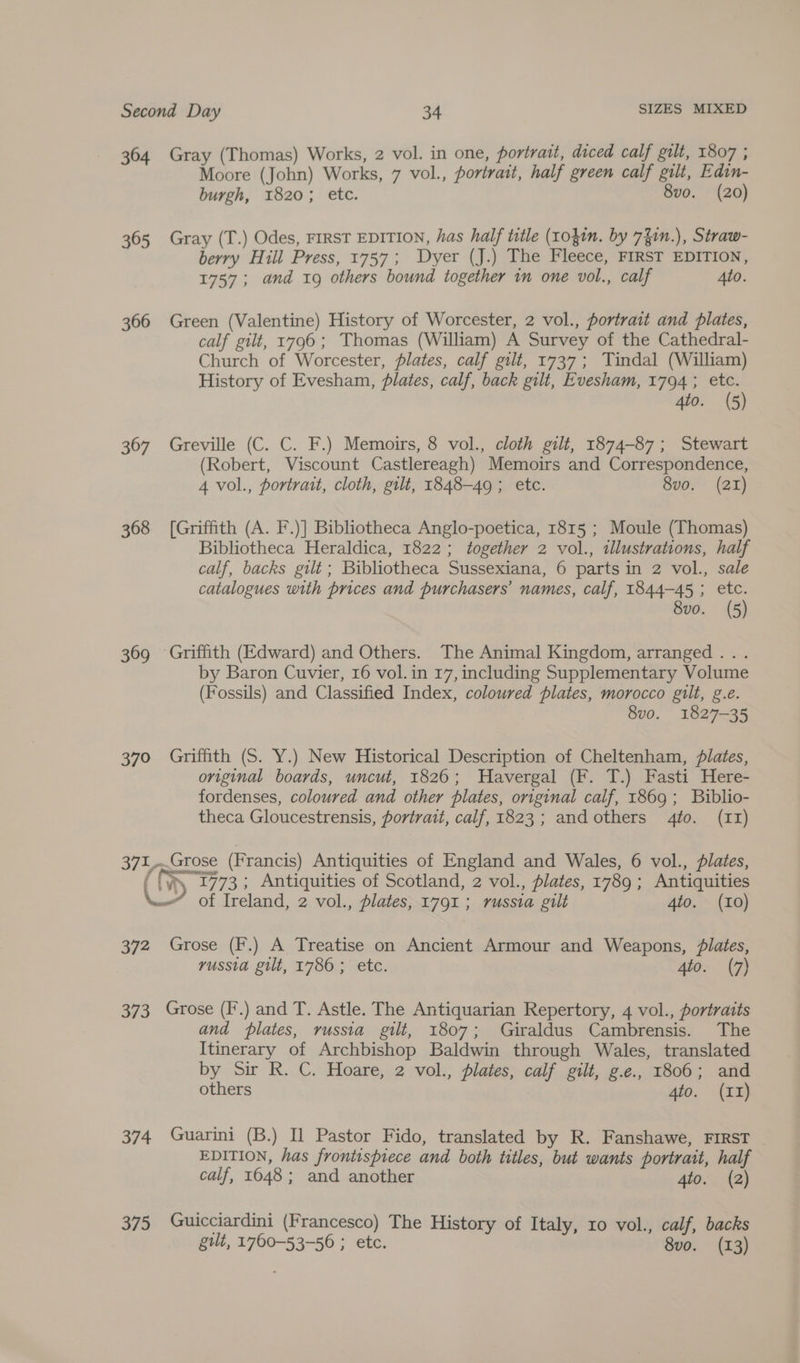 Second Day 34 SIZES MIXED
364 Gray (Thomas) Works, 2 vol. in one, portrait, diced calf gilt, 1807 ;
Moore (John) Works, 7 vol., portrait, half green calf gilt, Edin-
burgh, 1820 ; etc. 8vo. (20)
365 Gray (T.) Odes, FIRST EDITION, has half title (10¾in. by 7¾in.), Straw-
berry Hill Press, 1757 ; Dyer (J.) The Fleece, FIRST EDITION,
1757 ; and 19 others bound together in one vol., calf 4to.
366 Green (Valentine) History of Worcester, 2 vol., portrait and plates,
calf gilt, 1796 ; Thomas (William) A Survey of the Cathedral-
Church of Worcester, plates, calf gilt, 1737 ; Tindal (William)
History of Evesham, plates, calf, back gilt, Evesham, 1794 ; etc.
4to. (5)
367 Greville (C. C. F.) Memoirs, 8 vol., cloth gilt, 1874-87 ; Stewart
(Robert, Viscount Castlereagh) Memoirs and Correspondence,
4 vol., portrait, cloth, gilt, 1848-49 ; etc. 8vo. (21)
368 [Griffith (A. F.)] Bibliotheca Anglo-poetica, 1815 ; Moule (Thomas)
Bibliotheca Heraldica, 1822 ; together 2 vol., illustrations, half
calf, backs gilt ; Bibliotheca Sussexiana, 6 parts in 2 vol., sale
catalogues with prices and purchasers' names, calf, 1844-45 ; etc.
8vo. (5)
369 Griffith (Edward) and Others. The Animal Kingdom, arranged . . .
by Baron Cuvier, 16 vol. in 17, including Supplementary Volume
(Fossils) and Classified Index, coloured plates, morocco gilt, g.e.
8vo. 1827-35
370 Griffith (S. Y.) New Historical Description of Cheltenham, plates,
original boards, uncut, 1826 ; Havergal (F. T.) Fasti Here-
fordenses, coloured and other plates, original calf, 1869 ; Biblio-
theca Gloucestrensis, portrait, calf, 1823 ; and others 4to. (11)
371 Grose (Francis) Antiquities of England and Wales, 6 vol., plates,
1773 ; Antiquities of Scotland, 2 vol., plates, 1789 ; Antiquities
of Ireland, 2 vol., plates, 1791 ; russia gilt 4to. (10)
372 Grose (F.) A Treatise on Ancient Armour and Weapons, plates,
russia gilt, 1786 ; etc. 4to. (7)
373 Grose (F.) and T. Astle. The Antiquarian Repertory, 4 vol., portraits
and plates, russia gilt, 1807 ; Giraldus Cambrensis. The
Itinerary of Archbishop Baldwin through Wales, translated
by Sir R. C. Hoare, 2 vol., plates, calf gilt, g.e., 1806 ; and
others 4to. (11)
374 Guarini (B.) Il Pastor Fido, translated by R. Fanshawe, FIRST
EDITION, has frontispiece and both titles, but wants portrait, half
calf, 1648 ; and another 4to. (2)
375 Guicciardini (Francesco) The History of Italy, 10 vol., calf, backs
gilt, 1760-53-56 ; etc. 8vo. (13)